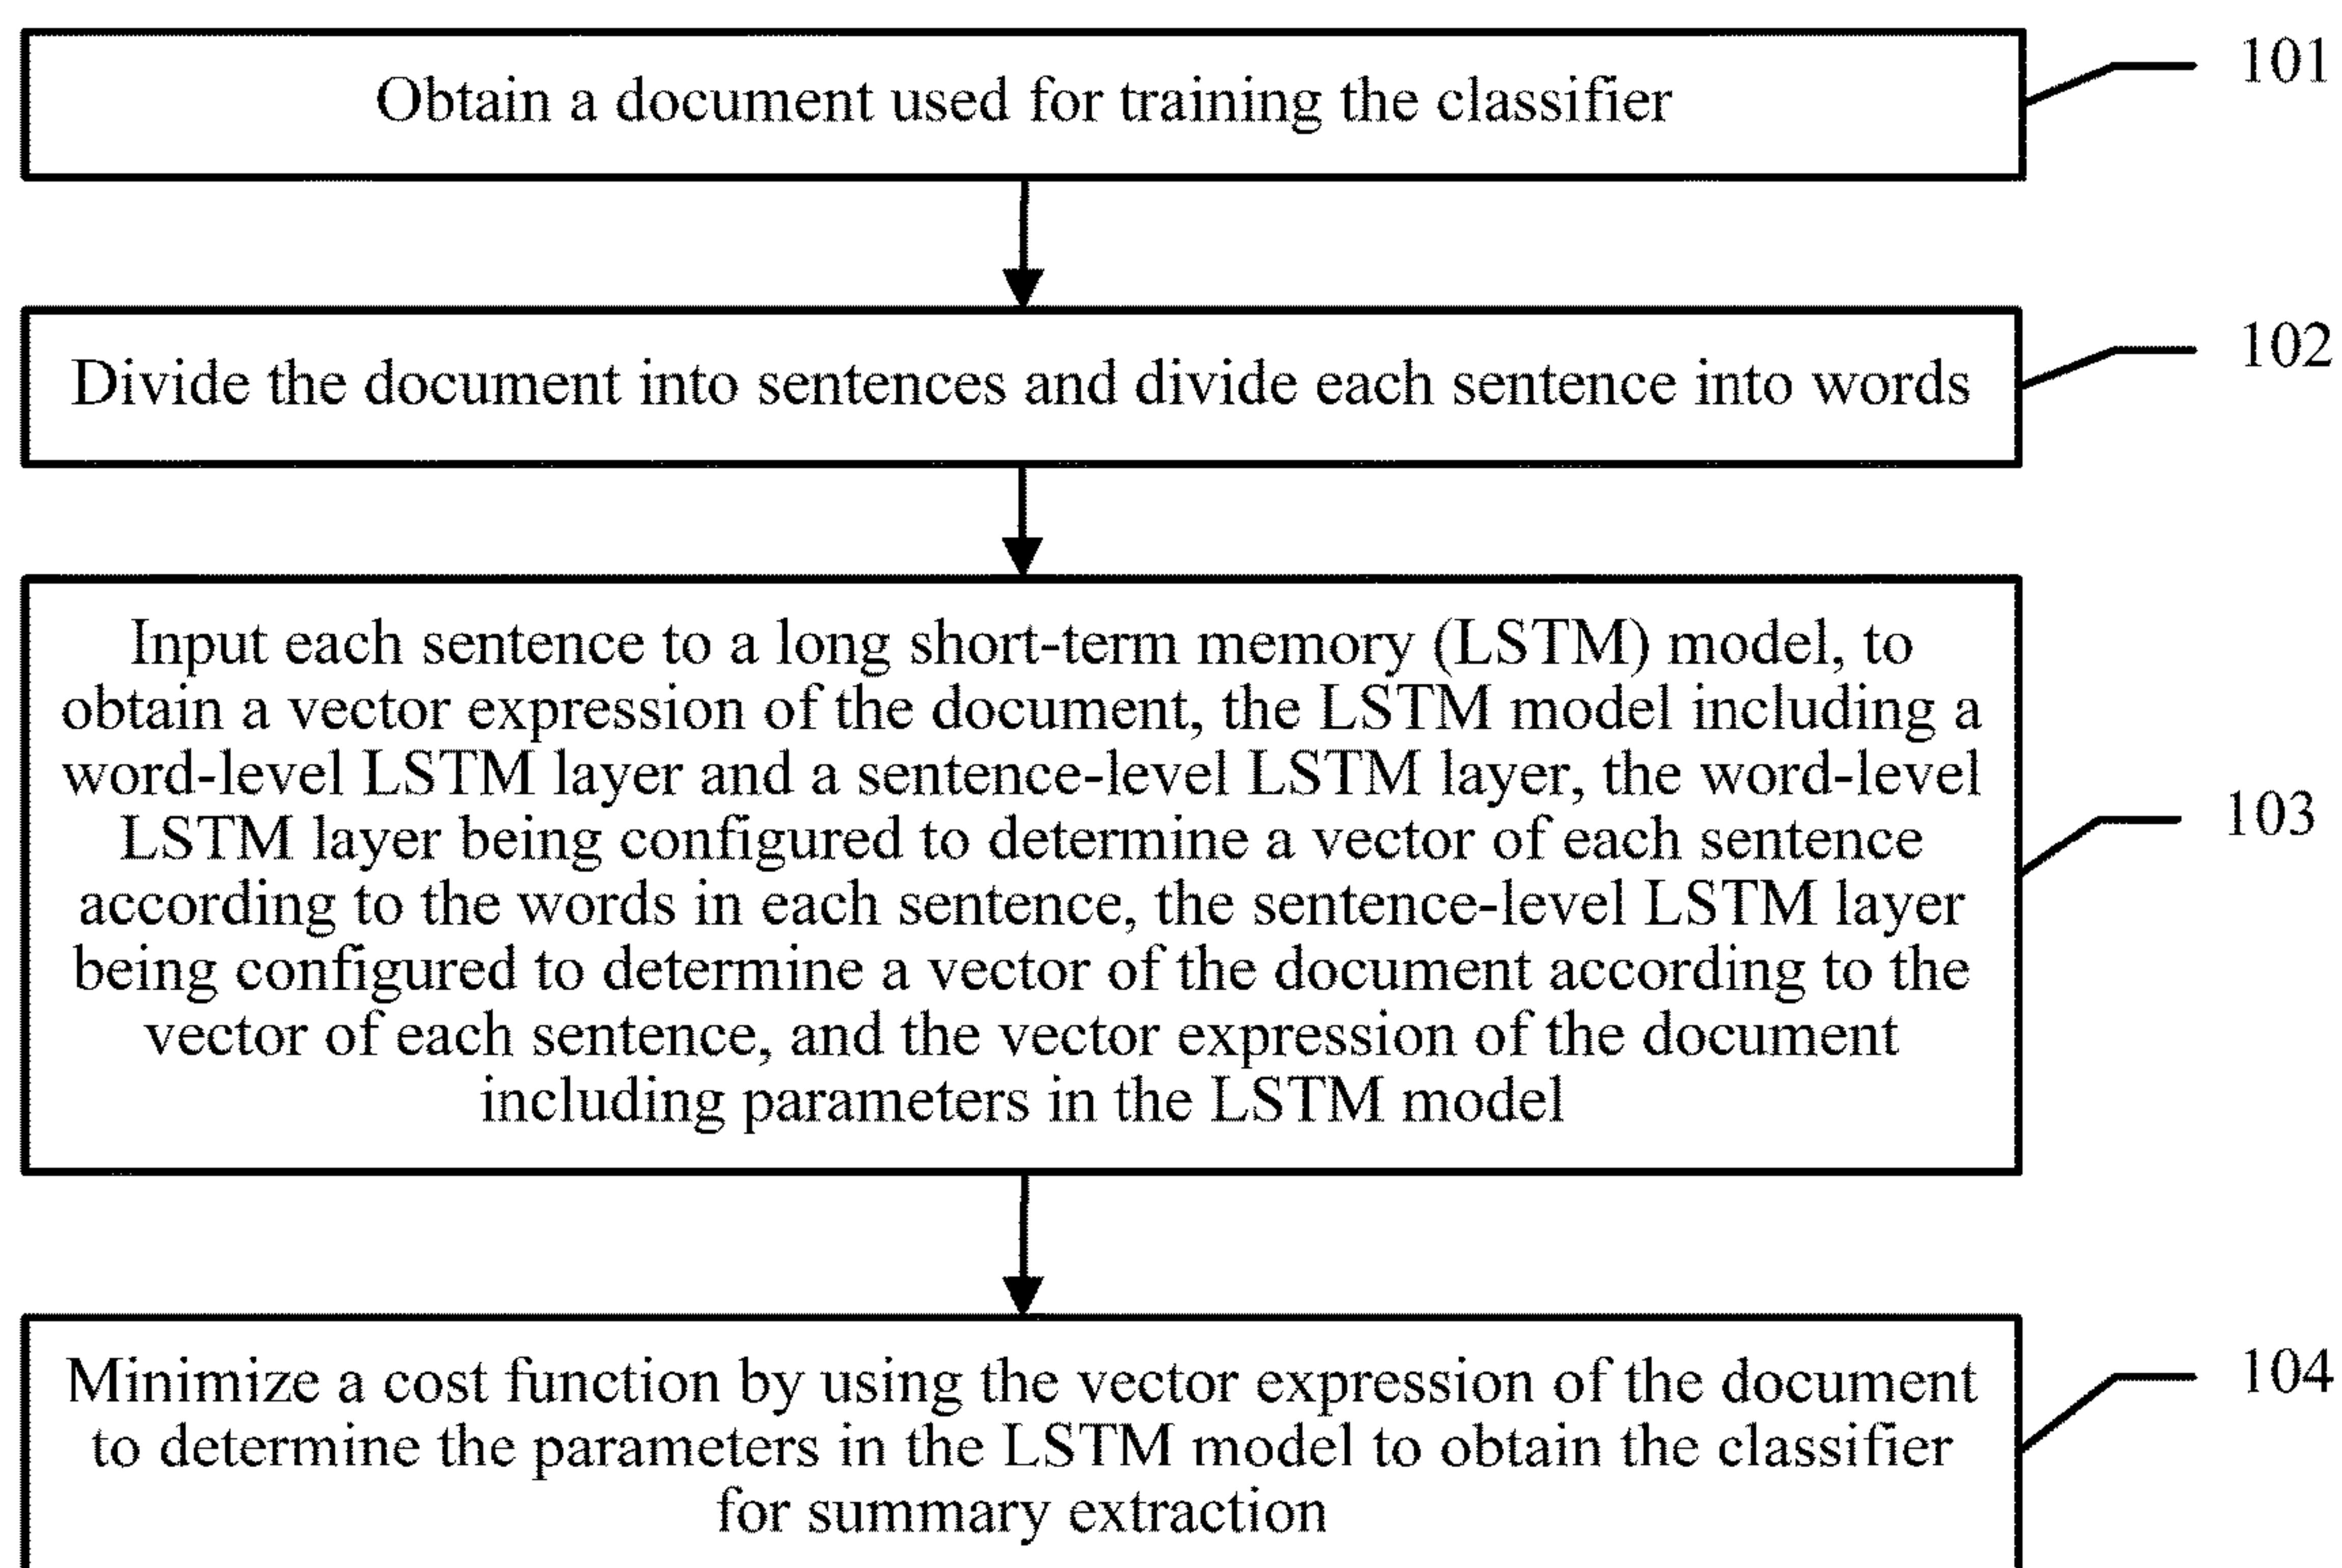 Obtain a document used for training the classifier
101
Divide the document into sentences and divide each sentence into words
102
Input each sentence to a long short-term memory (LSTM) model, to
obtain a vector expression of the document, the LSTM model including a
word-level LSTM layer and a sentence-level LSTM layer, the word-level
LSTM layer being configured to determine a vector of each sentence
according to the words in each sentence, the sentence-level LSTM layer
being configured to determine a vector of the document according to the
vector of each sentence, and the vector expression of the document
including parameters in the LSTM model
103
Minimize a cost function by using the vector expression of the document
to determine the parameters in the LSTM model to obtain the classifier
for summary extraction
104